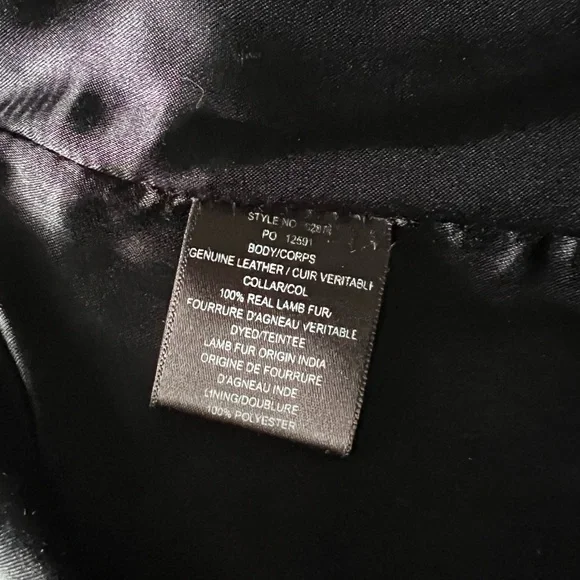 STYLE NO
PO 12591
BODY/CORPS
GENUINE LEATHER / CUIR VERITABLE
COLLAR/COL
100% REAL LAMB FUR/
FOURRURE D'AGNEAU VERITABLE
DYED/TEINTEE
LAMB FUR ORIGIN INDIA
ORIGINE DE FOURRURE
D'AGNEAU INDE
LINING/DOUBLURE
100% POLYESTER